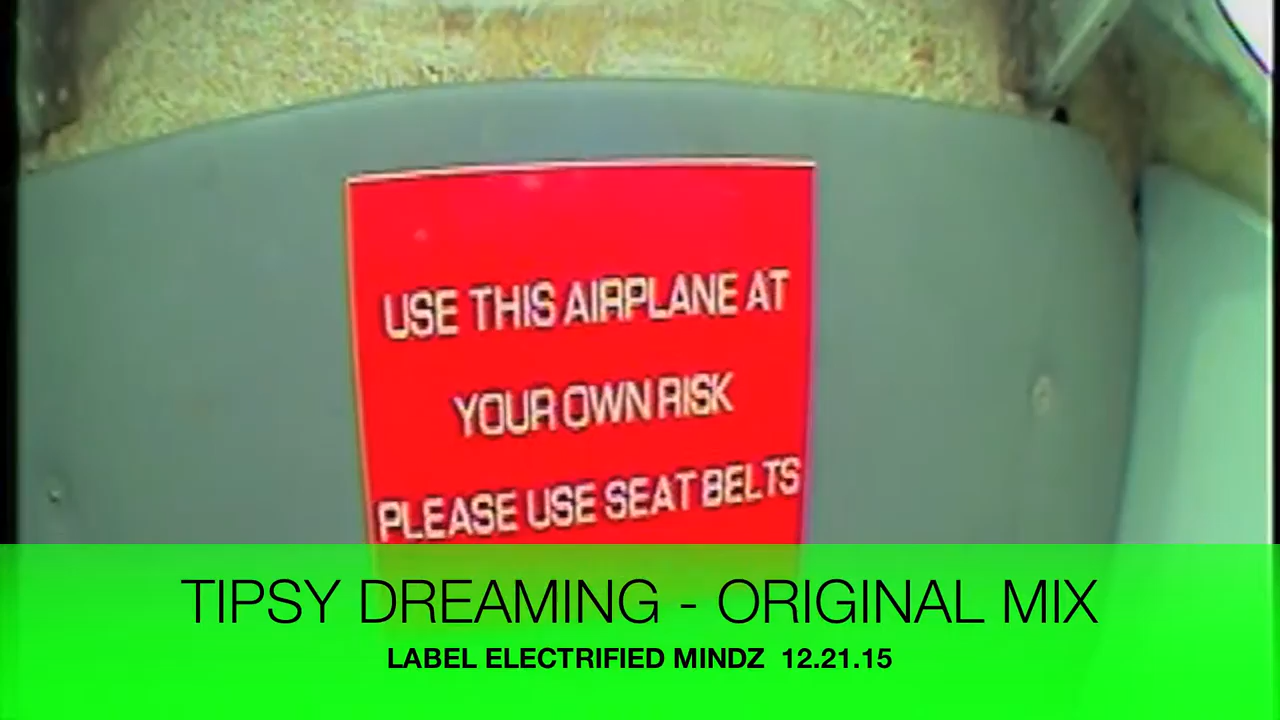 USE THIS AIRPLANE AT
YOUR OWN RISK
PLEASE USE SEAT BELTS
TIPSY DREAMING - ORIGINAL MIX
LABEL ELECTRIFIED MINDZ 12.21.15